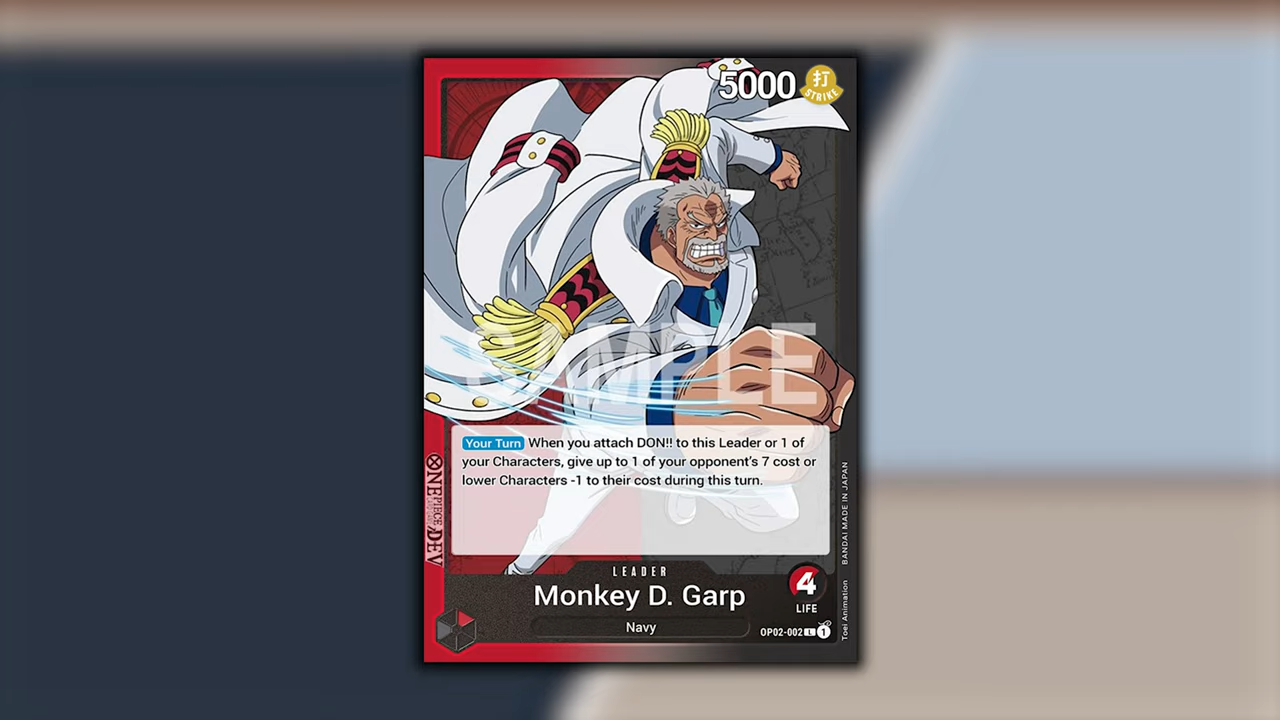 5000
打
STRIKE
SAMPLE
Your Turn When you attach DON!! to this Leader or 1 of
your Characters, give up to 1 of your opponent's 7 cost or
lower Characters -1 to their cost during this turn.
ONE PIECE
DEV
BANDAI MADE IN JAPAN
Toei Animation
LEADER
Monkey D. Garp
4
LIFE
Navy
OP02-002 L 1